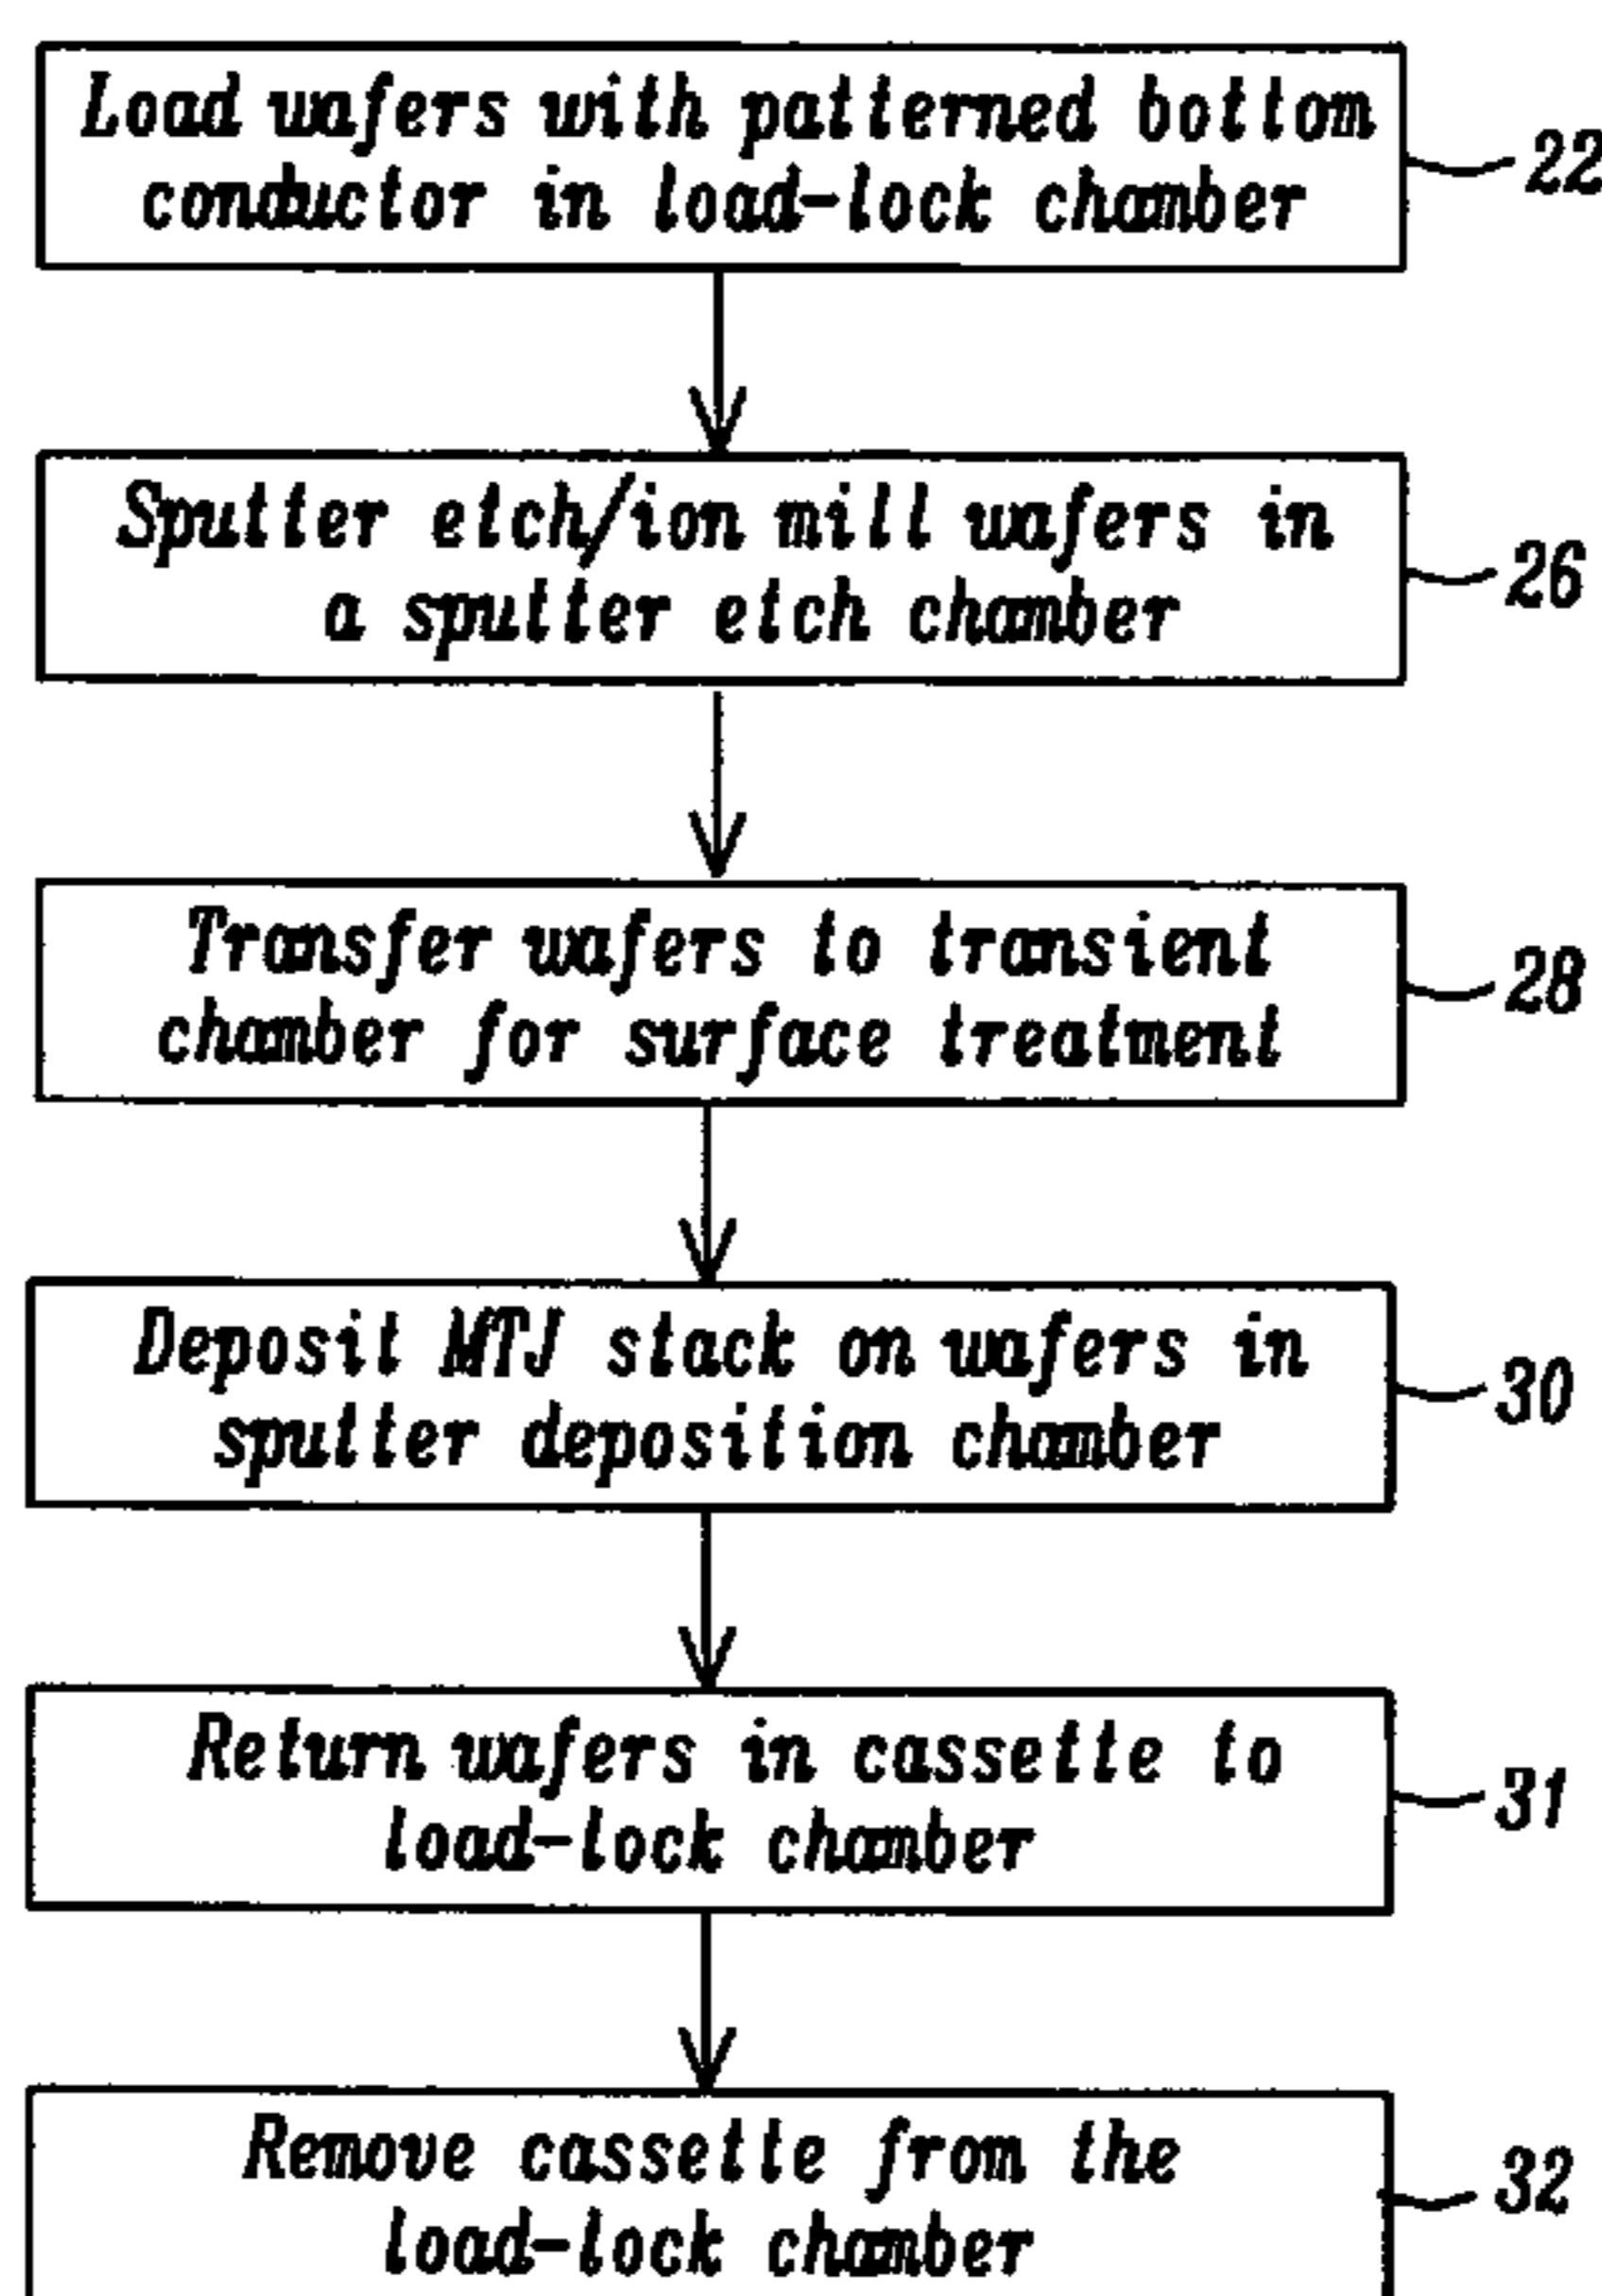 Load wafers with patterned bottom
conductor in load-lock chamber
22
Sputter etch/ion mill wafers in
a sputter etch chamber
26
Transfer wafers to transient
chamber for surface treatment
28
Deposit MTJ stack on wafers in
sputter deposition chamber
30
Return wafers in cassette to
load-lock chamber
31
Remove cassette from the
load-lock chamber
32